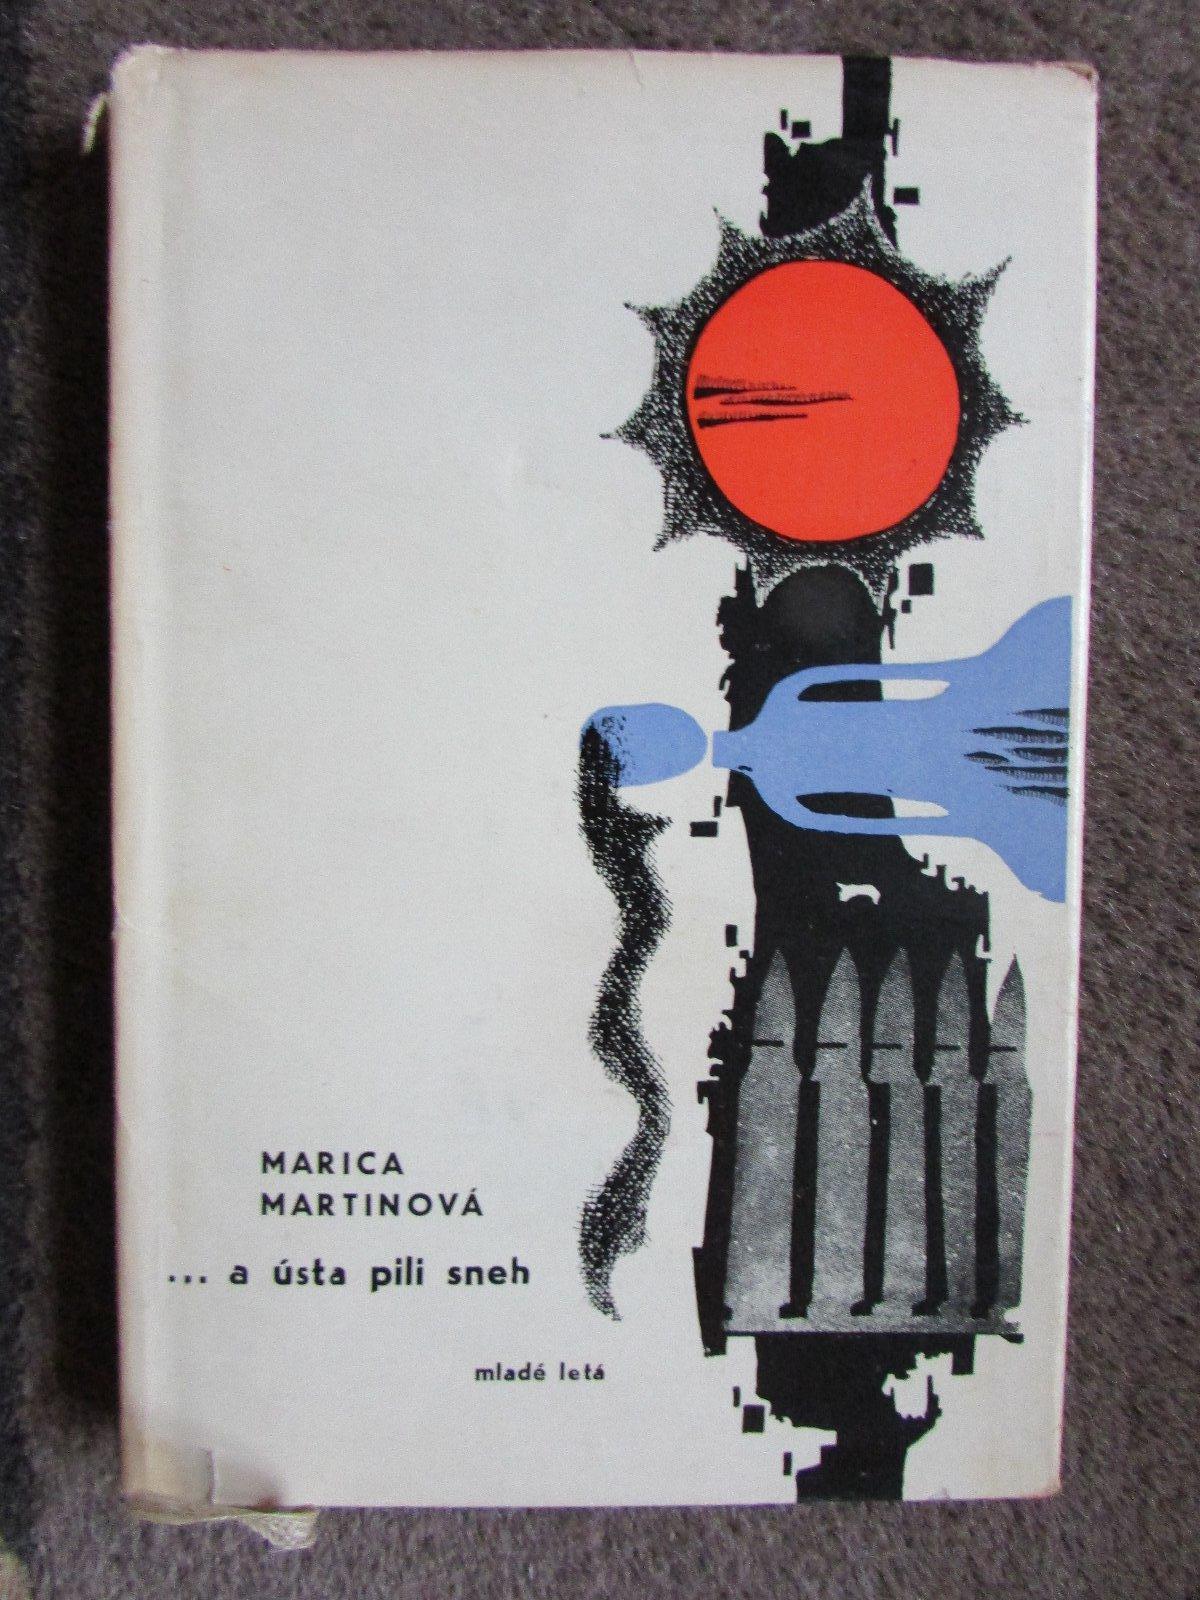 MARICA
MARTINOVÁ
... a ústa pili sneh
mladé letá